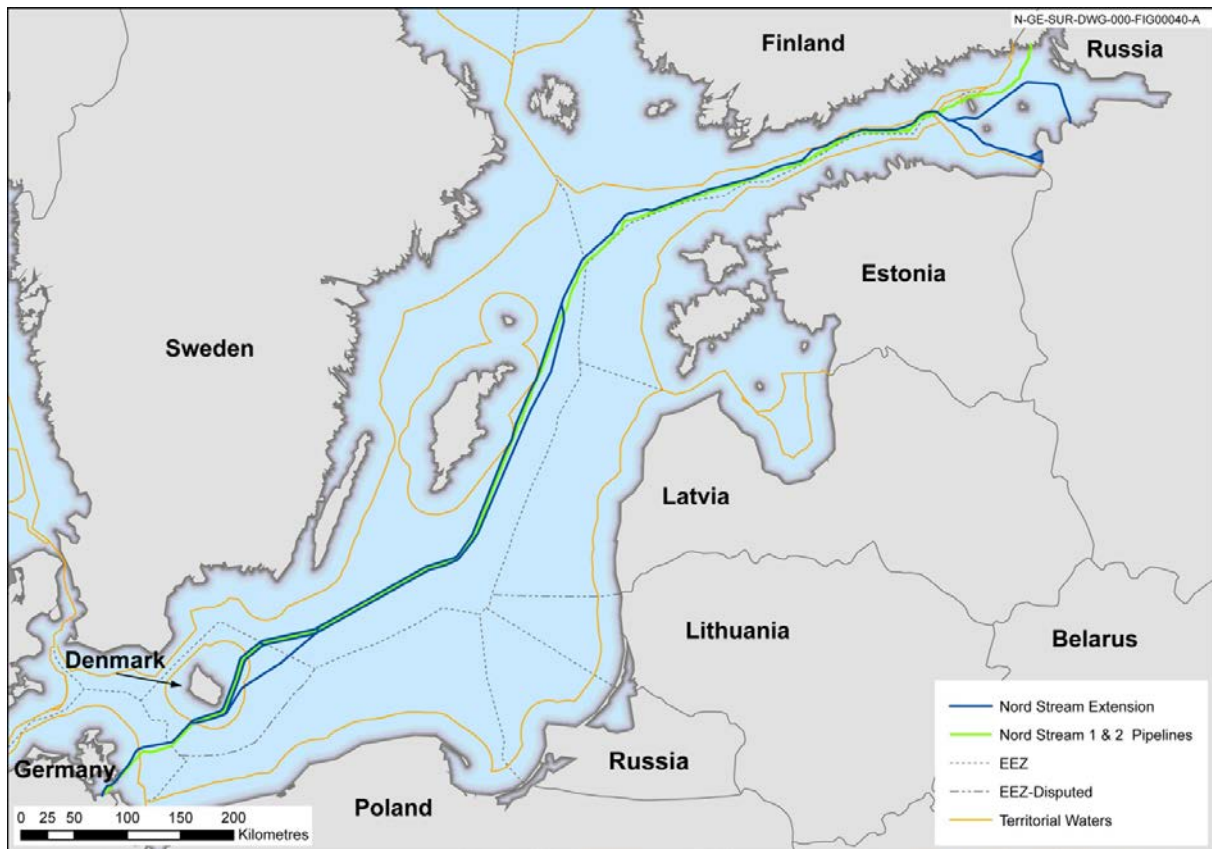 N-GE-SUR-DWG-000-FIG00040-A
Finland
Russia
Estonia
Sweden
Latvia
Lithuania
Belarus
Denmark
Germany
Poland
Russia
0 25 50 100 150 200
Kilometres
Nord Stream Extension
Nord Stream 1 & 2 Pipelines
EEZ
EEZ-Disputed
Territorial Waters